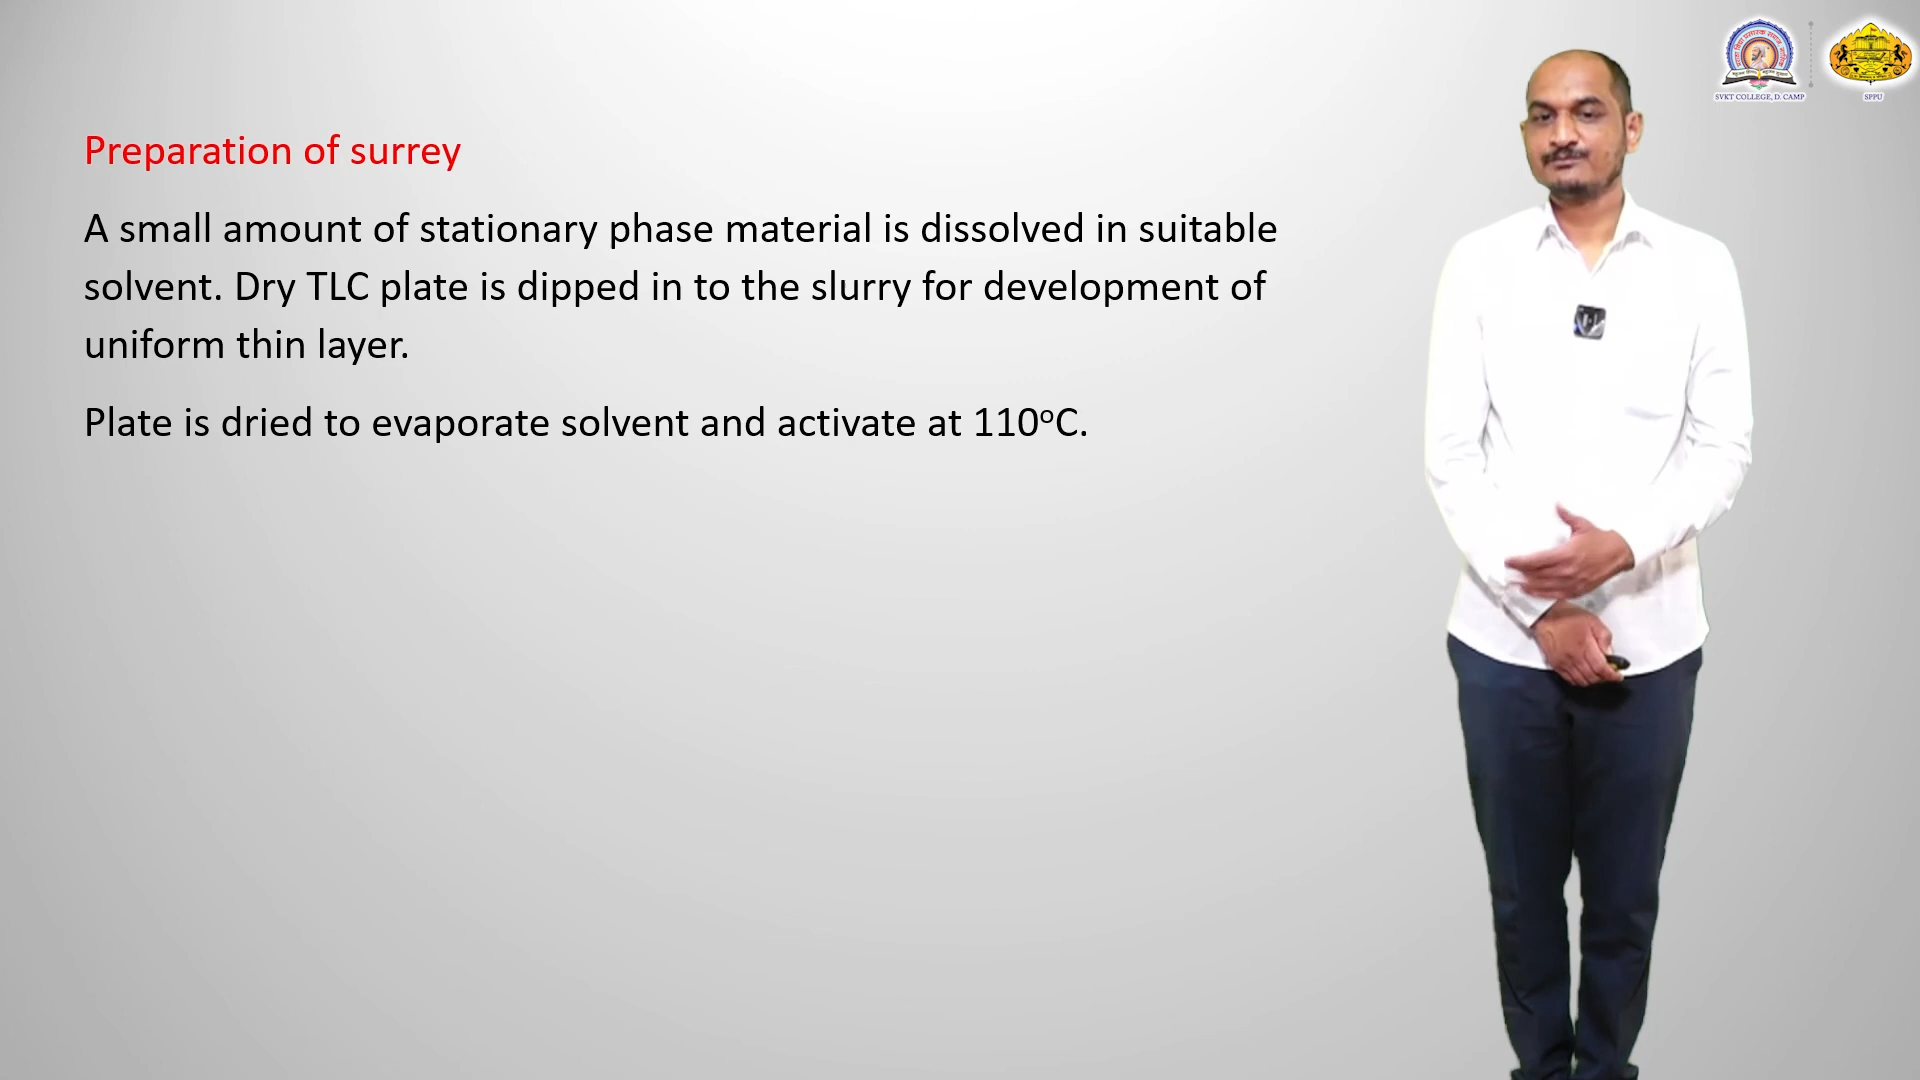 Preparation of surrey
A small amount of stationary phase material is dissolved in suitable
solvent. Dry TLC plate is dipped in to the slurry for development of
uniform thin layer.
Plate is dried to evaporate solvent and activate at 110°C.
SVKT COLLEGE, D. CAMP
SPPU